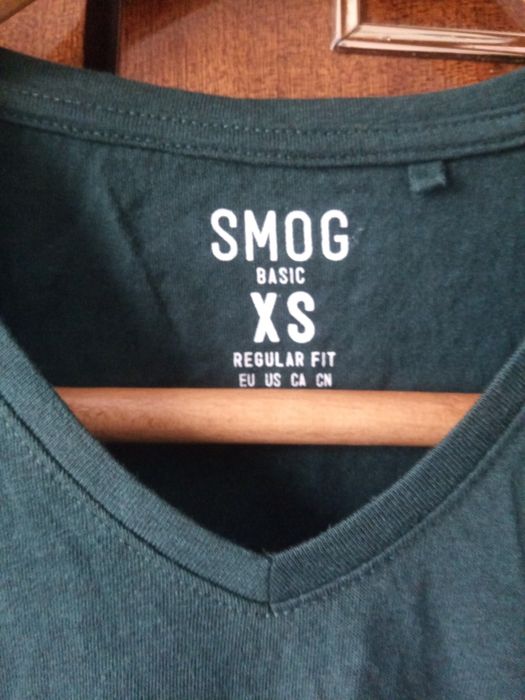 SMOG
BASIC
XS
REGULAR FIT
EU US CA CN